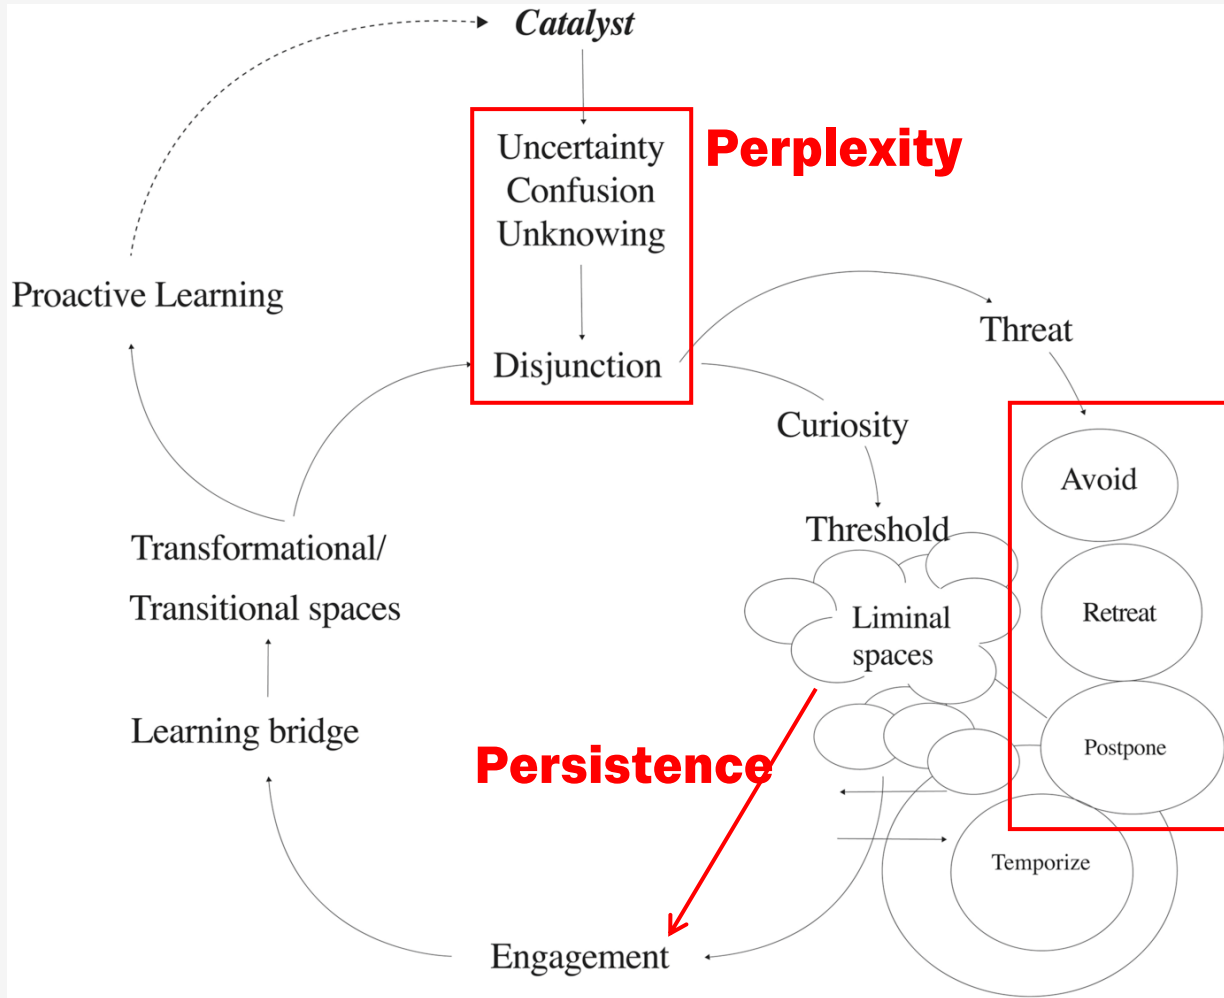 Catalyst
Uncertainty
Confusion
Unknowing
Perplexity
Proactive Learning
Disjunction
Threat
Curiosity
Avoid
Threshold
Transformational/
Transitional spaces
Liminal
spaces
Retreat
Learning bridge
Persistence
Postpone
Temporize
Engagement